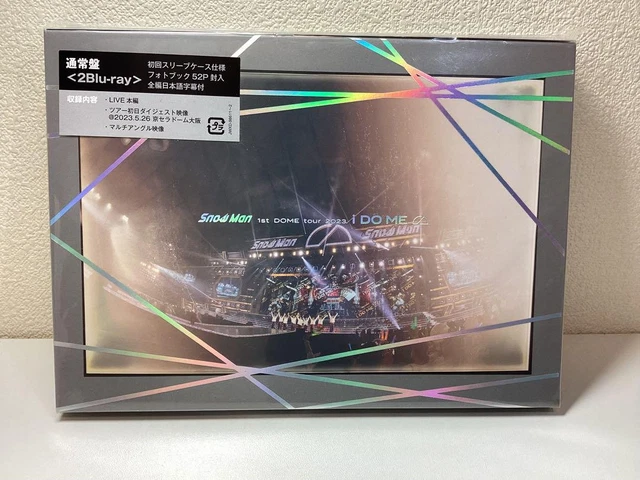 通常盤
<2Blu-ray>
初回スリーブケース仕様
フォトブック52P封入
全編日本語字幕付
収録内容
・LIVE本編
・ツアー初日ダイジェスト映像
@2023.5.26 京セラドーム大阪
・マルチアングル映像
プラ
Snow Man 1st DOME tour 2023 i DO ME
Snow Man
Snow Man